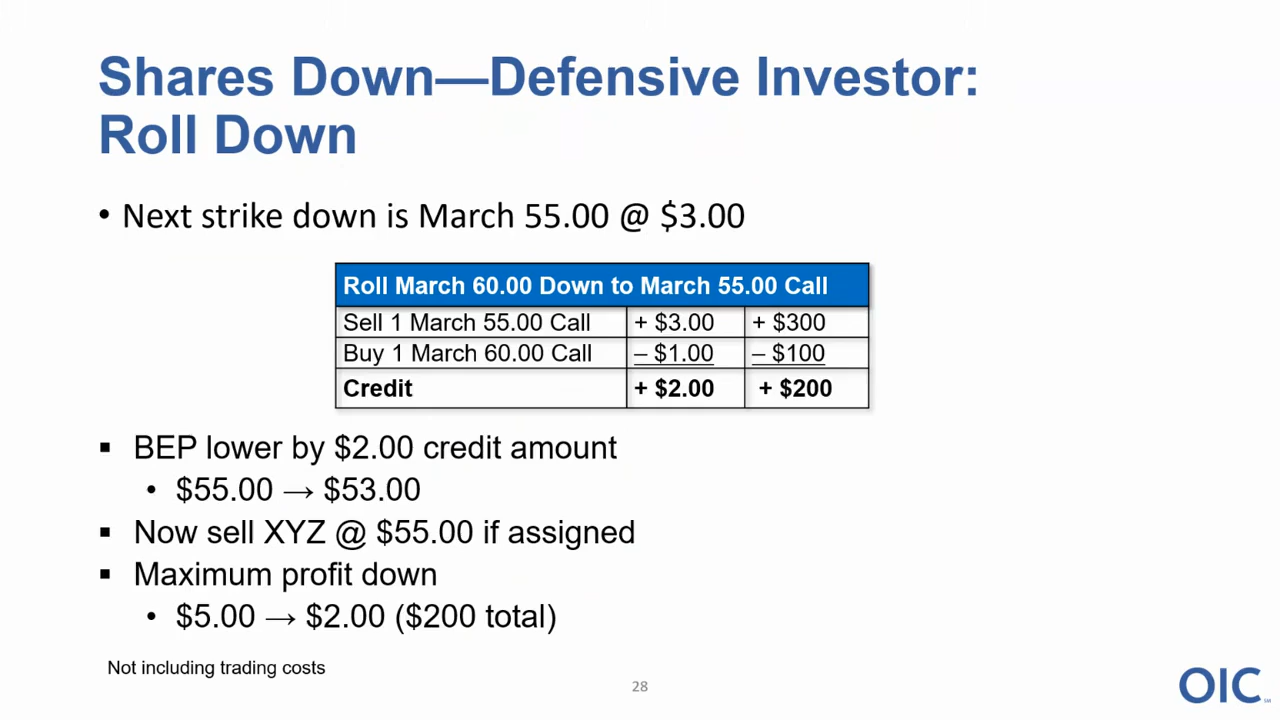 Shares Down—Defensive Investor:
Roll Down
• Next strike down is March 55.00 @ $3.00
Roll March 60.00 Down to March 55.00 Call
Sell 1 March 55.00 Call + $3.00 + $300
Buy 1 March 60.00 Call – $1.00 – $100
Credit + $2.00 + $200
▪ BEP lower by $2.00 credit amount
• $55.00 → $53.00
▪ Now sell XYZ @ $55.00 if assigned
▪ Maximum profit down
• $5.00 → $2.00 ($200 total)
Not including trading costs
28
OIC